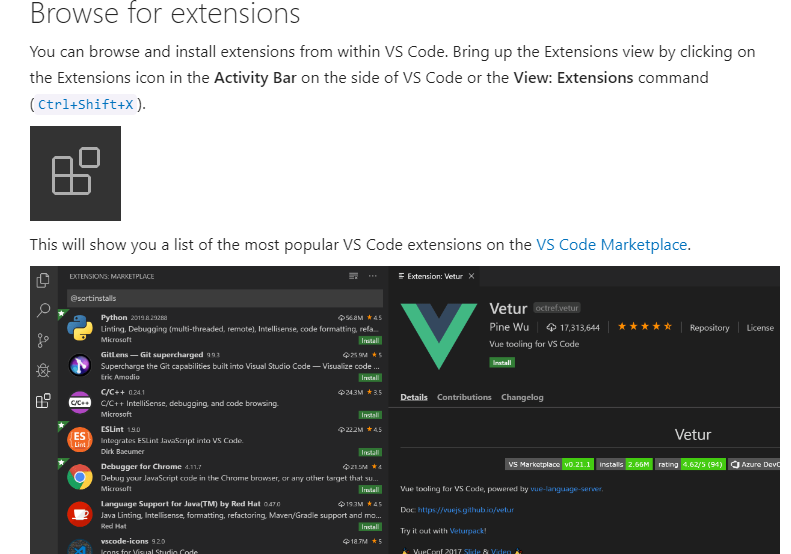 Browse for extensions
You can browse and install extensions from within VS Code. Bring up the Extensions view by clicking on
the Extensions icon in the Activity Bar on the side of VS Code or the View: Extensions command
(Ctrl+Shift+X).
This will show you a list of the most popular VS Code extensions on the VS Code Marketplace.
EXTENSIONS: MARKETPLACE
@sort:installs
Python 2019.8.29288 56.8M ★ 4.5
Linting, Debugging (multi-threaded, remote), Intellisense, code formatting, refa...
Microsoft Install
GitLens — Git supercharged 9.9.3 25.9M ★ 5
Supercharge the Git capabilities built into Visual Studio Code — Visualize code ...
Eric Amodio Install
C/C++ 0.24.1 24.3M ★ 3.5
C/C++
C/C++ IntelliSense, debugging, and code browsing.
Microsoft Install
ESLint 1.9.0 22.2M ★ 4.5
ES
Lint
Integrates ESLint JavaScript into VS Code.
Dirk Baeumer Install
Debugger for Chrome 4.11.7 21.5M ★ 4
Debug your JavaScript code in the Chrome browser, or any other target that su...
Microsoft Install
Language Support for Java(TM) by Red Hat 0.47.0 19.3M ★ 4.5
Java Linting, Intellisense, formatting, refactoring, Maven/Gradle support and mo...
Red Hat Install
vscode-icons 9.2.0 18.7M ★ 5
Icons for Visual Studio Code
Extension: Vetur ×
Vetur octref.vetur
Pine Wu 17,313,644 Repository License
Vue tooling for VS Code
Install
Details Contributions Changelog
Vetur
VS Marketplace v0.21.1 installs 2.66M rating 4.62/5 (94) Azure DevO
Vue tooling for VS Code, powered by vue-language-server.
Doc: https://vuejs.github.io/vetur
Try it out with Veturpack!
VueConf 2017 Slide & Video